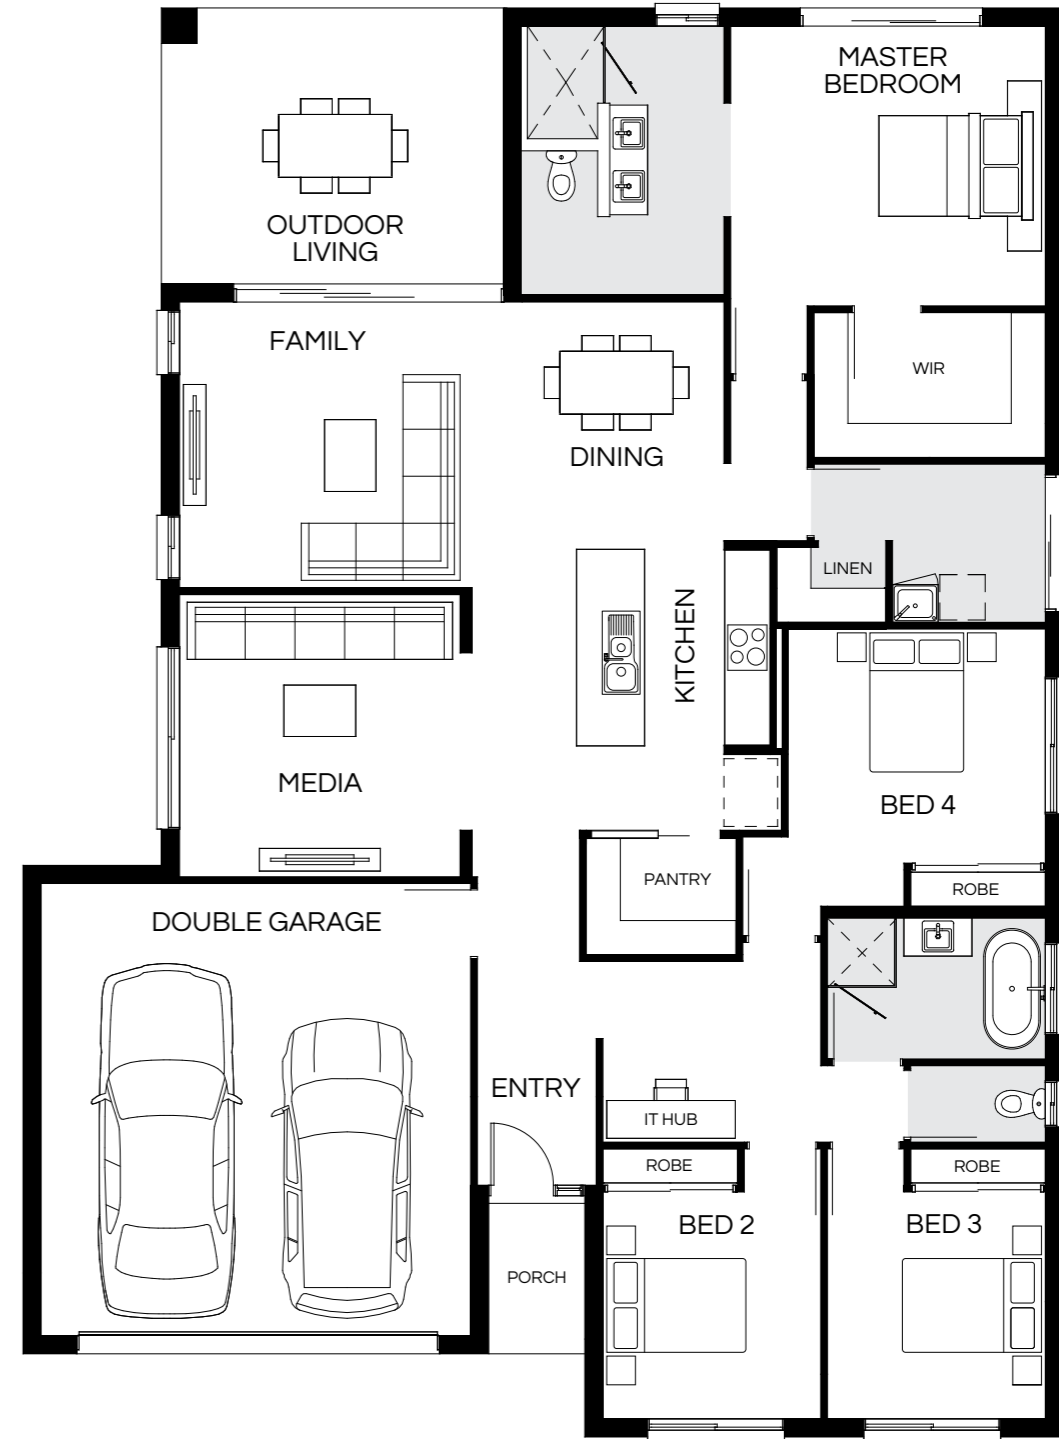 MASTER
BEDROOM
OUTDOOR
LIVING
FAMILY
WIR
DINING
LINEN
KITCHEN
MEDIA
BED 4
PANTRY
ROBE
DOUBLE GARAGE
ENTRY
IT HUB
ROBE
ROBE
BED 2
BED 3
PORCH